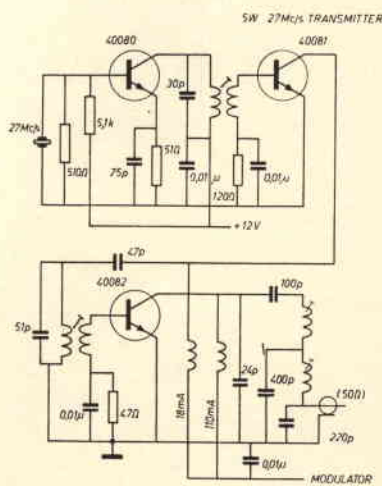 5W 27Mc/s TRANSMITTER
40080
40081
27Mc/s
510Ω
5,1k
75p
51Ω
30p
0,01μ
120Ω
0,01μ
+12V
47p
51p
40082
0,01μ
47Ω
18mA
110mA
24p
100p
400p
(50Ω)
220p
0,01μ
MODULATOR